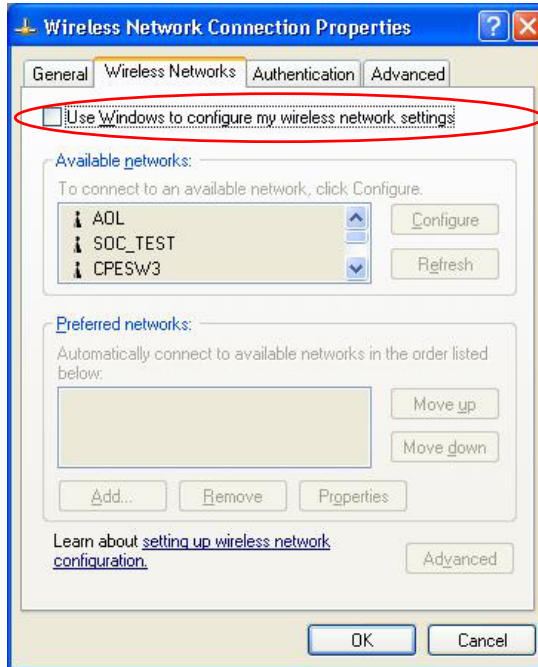 Wireless Network Connection Properties
General Wireless Networks Authentication Advanced
Use Windows to configure my wireless network settings
Available networks:
To connect to an available network, click Configure.
AOL
SOC_TEST
CPESW3
Configure
Refresh
Preferred networks:
Automatically connect to available networks in the order listed
below:
Move up
Move down
Add... Remove Properties
Learn about setting up wireless network
configuration.
Advanced
OK Cancel